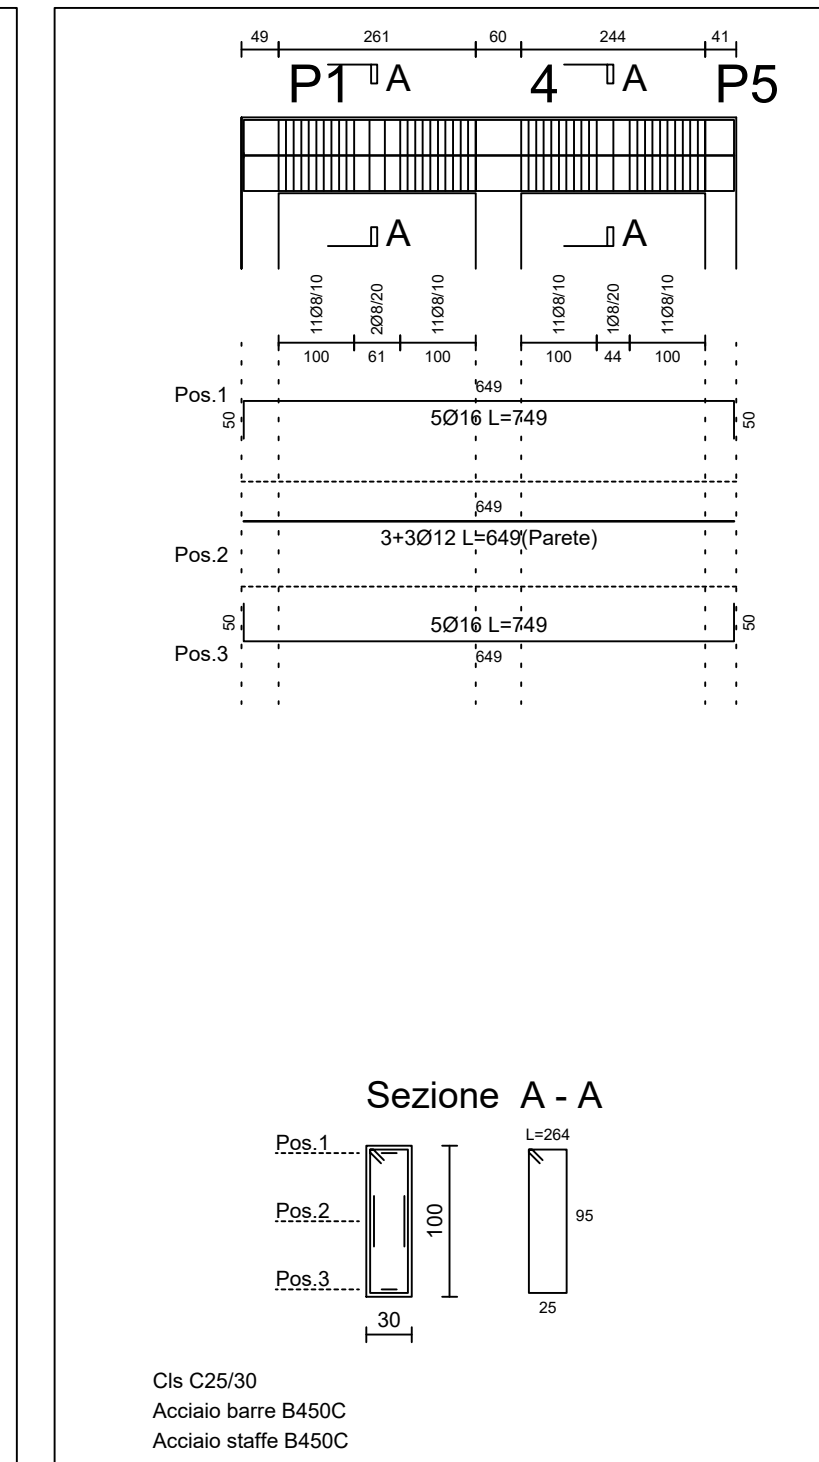 49 261 60 244 41
P1 A 4 A P5
A A
11Ø8/10 2Ø8/20 11Ø8/10 11Ø8/10 1Ø8/20 11Ø8/10
100 61 100 100 44 100
649
Pos.1
50 5Ø16 L=749 50
649
3+3Ø12 L=649(Parete)
Pos.2
50 5Ø16 L=749 50
Pos.3 649
Sezione A - A
L=264
Pos.1
Pos.2 100 95
Pos.3
25
30
Cls C25/30
Acciaio barre B450C
Acciaio staffe B450C